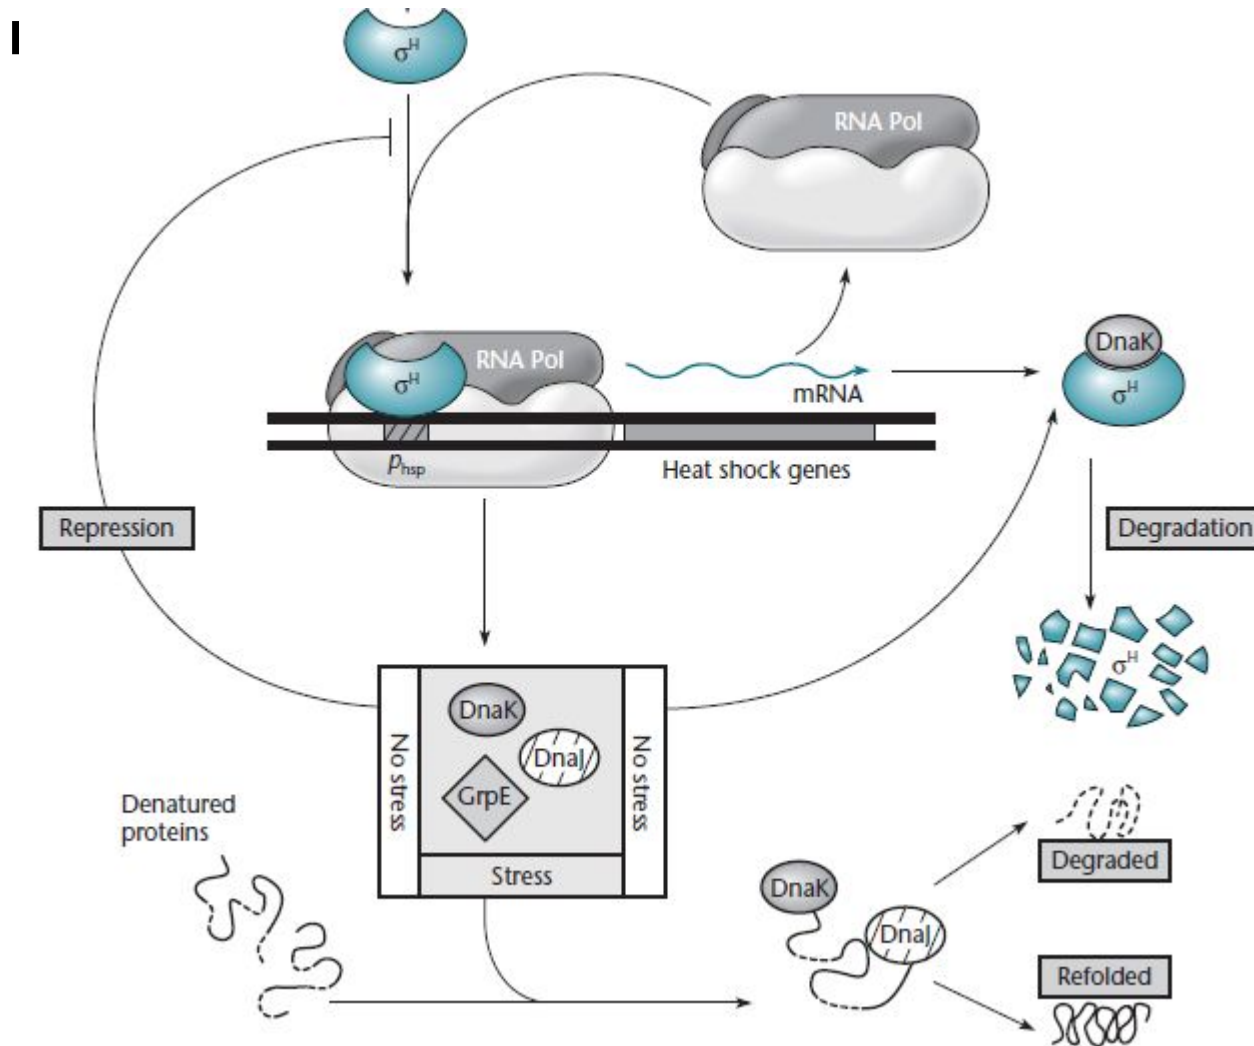 I
σH
RNA Pol
RNA Pol
σH
mRNA
DnaK
σH
phsp
Heat shock genes
Repression
Degradation
σH
No stress
DnaK
DnaJ
GrpE
No stress
Stress
Denatured
proteins
Degraded
DnaK
DnaJ
Refolded